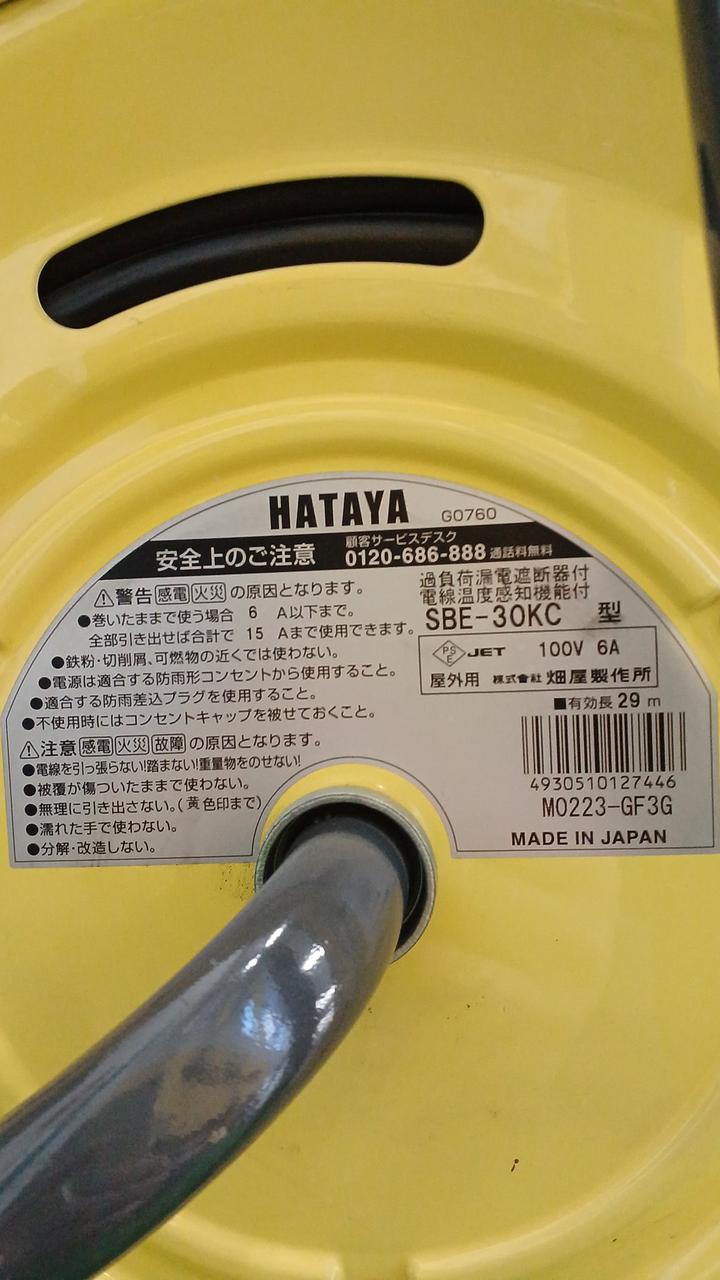 HATAYA G0760
安全上のご注意 顧客サービスデスク
0120-686-888 通話料無料
⚠警告 感電 火災 の原因となります。
●巻いたままで使う場合 6 A以下まで。
全部引き出せば合計で 15 Aまで使用できます。
●鉄粉・切削屑、可燃物の近くでは使わない。
●電源は適合する防雨形コンセントから使用すること。
●適合する防雨差込プラグを使用すること。
●不使用時にはコンセントキャップを被せておくこと。
⚠注意 感電 火災 故障 の原因となります。
●電線を引っ張らない!踏まない!重量物をのせない!
●被覆が傷ついたままで使わない。
●無理に引き出さない。(黄色印まで)
●濡れた手で使わない。
●分解・改造しない。
過負荷漏電遮断器付
電線温度感知機能付
SBE-30KC 型
PSE JET 100V 6A
屋外用 株式会社 畑屋製作所
■有効長 29 m
4930510127446
M0223-GF3G
MADE IN JAPAN